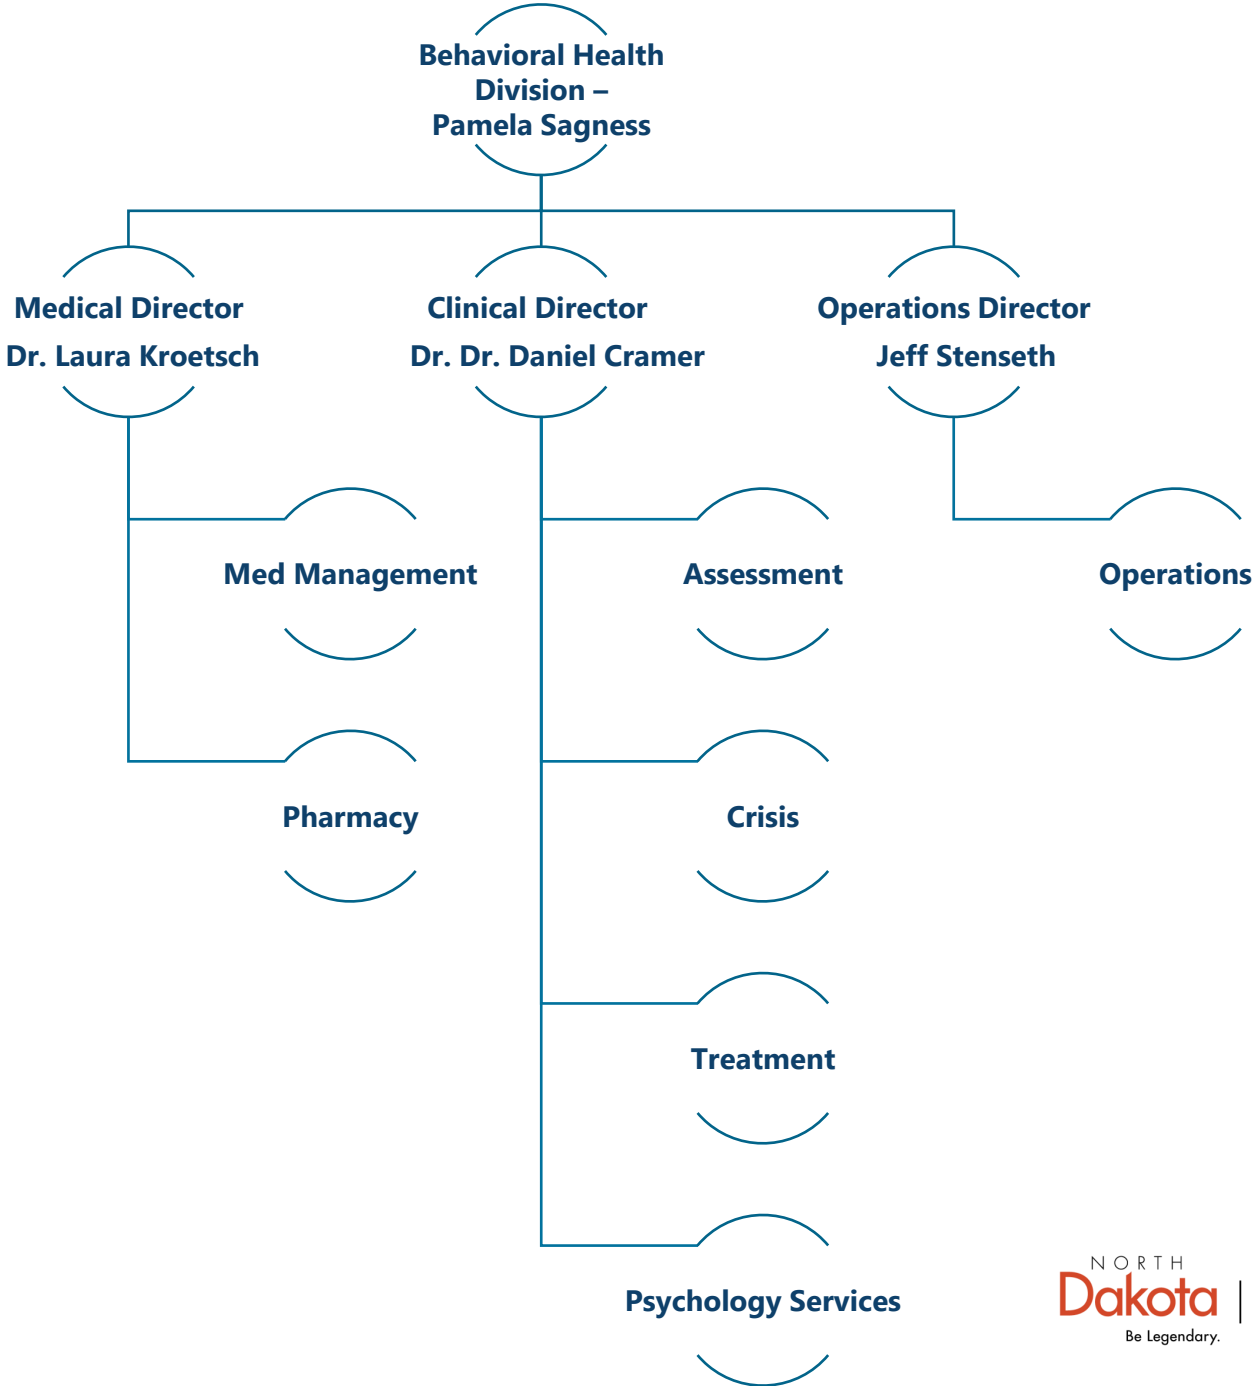 Behavioral Health
Division –
Pamela Sagness
Medical Director
Dr. Laura Kroetsch
Clinical Director
Dr. Dr. Daniel Cramer
Operations Director
Jeff Stenseth
Med Management
Assessment
Operations
Pharmacy
Crisis
Treatment
Psychology Services
NORTH
Dakota
Be Legendary.